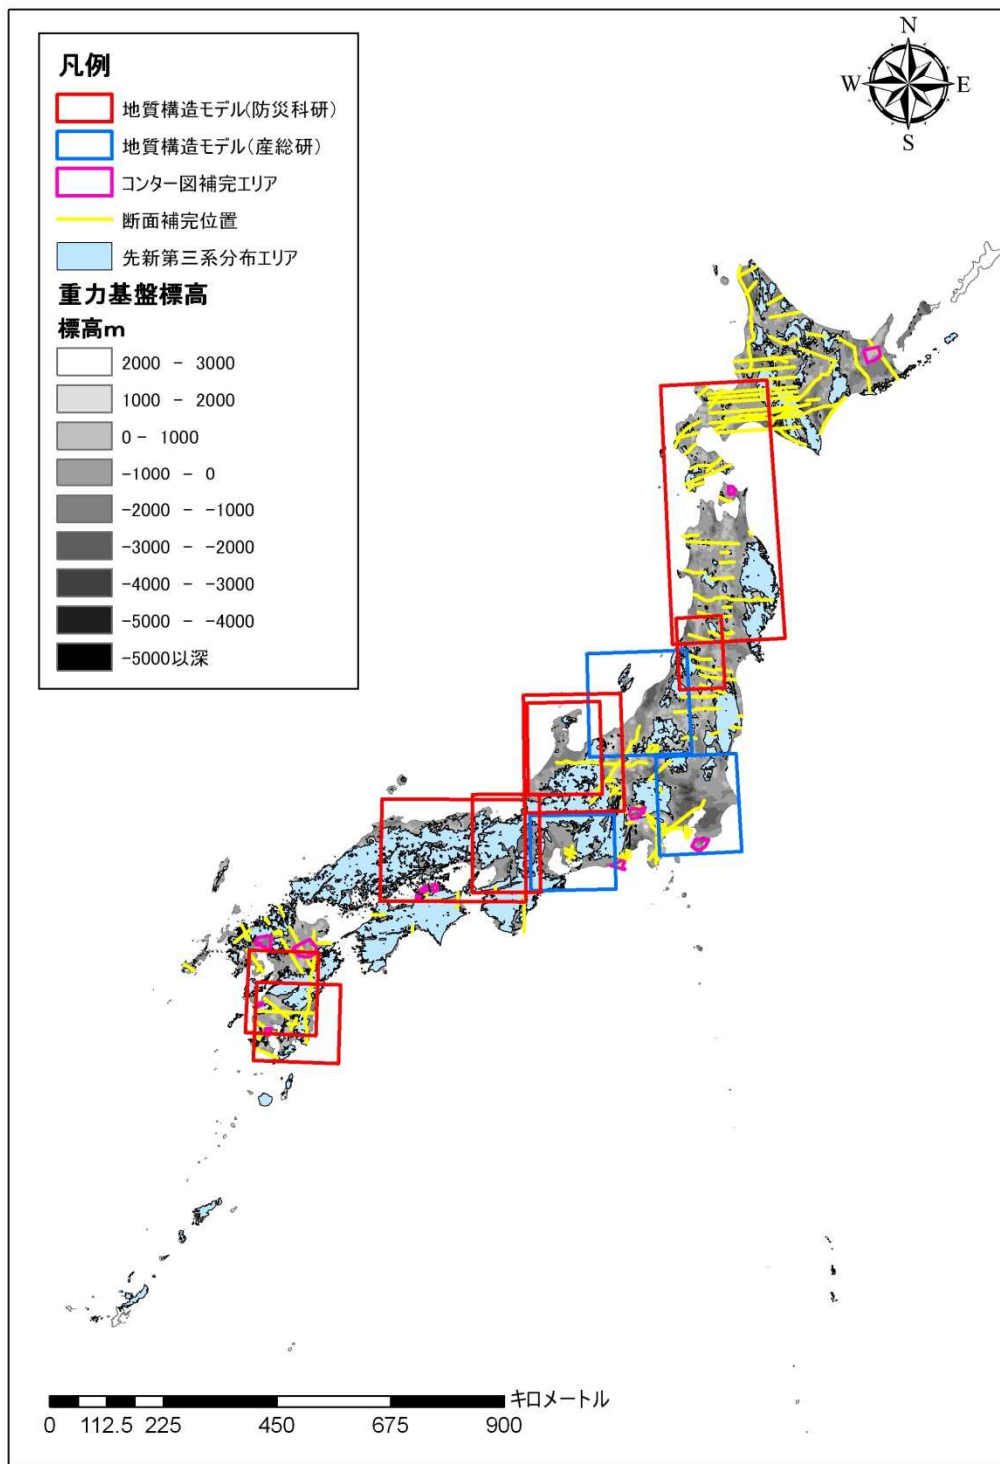 凡例
地質構造モデル(防災科研)
地質構造モデル(産総研)
コンター図補完エリア
断面補完位置
先新第三系分布エリア
重力基盤標高
標高m
2000 - 3000
1000 - 2000
0 - 1000
-1000 - 0
-2000 - -1000
-3000 - -2000
-4000 - -3000
-5000 - -4000
-5000以深
N
W E
S
キロメートル
0 112.5 225 450 675 900